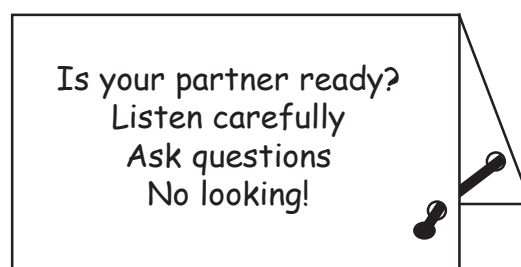 Is your partner ready?
Listen carefully
Ask questions
No looking!